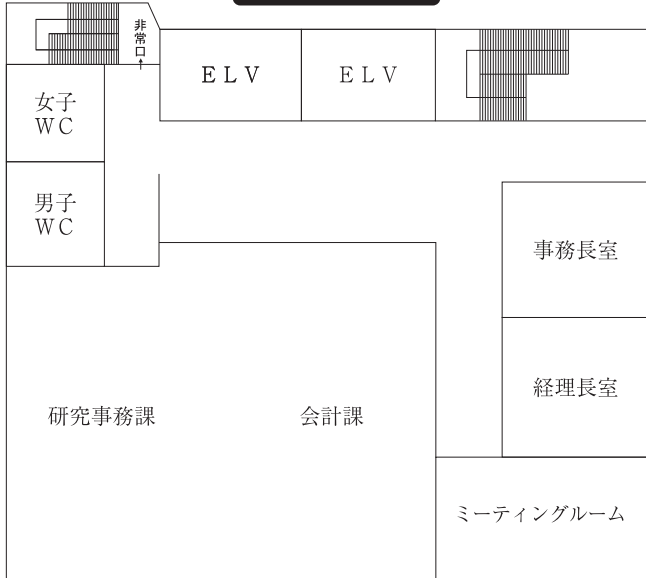 非常口
↑
ELV
ELV
女子
WC
男子
WC
事務長室
経理長室
研究事務課
会計課
ミーティングルーム